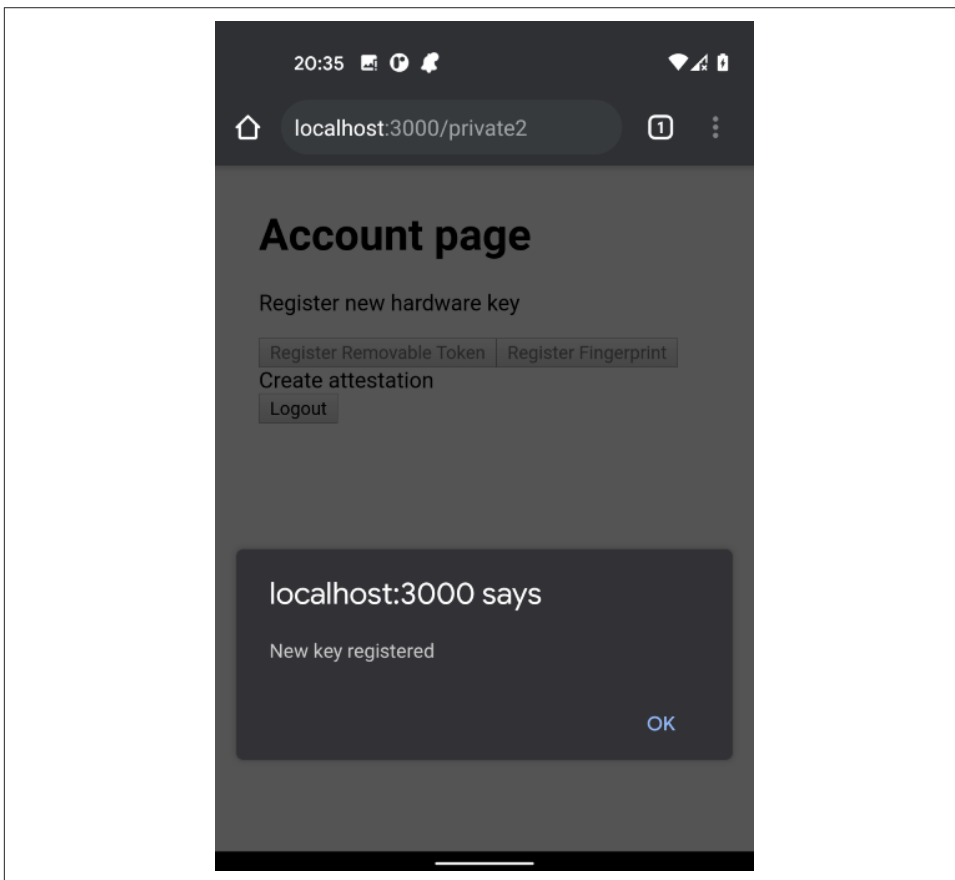 20:35
localhost:3000/private2
1
Account page
Register new hardware key
Register Removable Token Register Fingerprint
Create attestation
Logout
localhost:3000 says
New key registered
OK